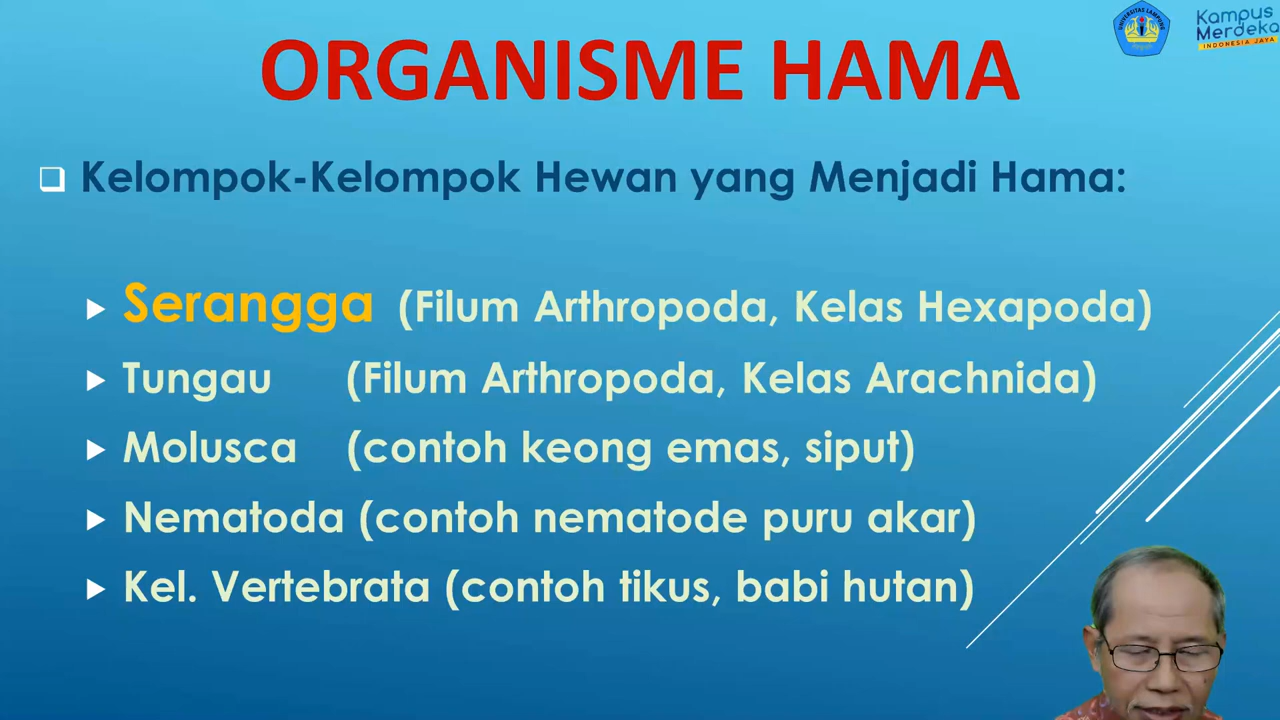 UNIVERSITAS LAMPUNG
Kampus
Merdeka
INDONESIA JAYA
ORGANISME HAMA
Kelompok-Kelompok Hewan yang Menjadi Hama:
Serangga (Filum Arthropoda, Kelas Hexapoda)
Tungau (Filum Arthropoda, Kelas Arachnida)
Molusca (contoh keong emas, siput)
Nematoda (contoh nematode puru akar)
Kel. Vertebrata (contoh tikus, babi hutan)